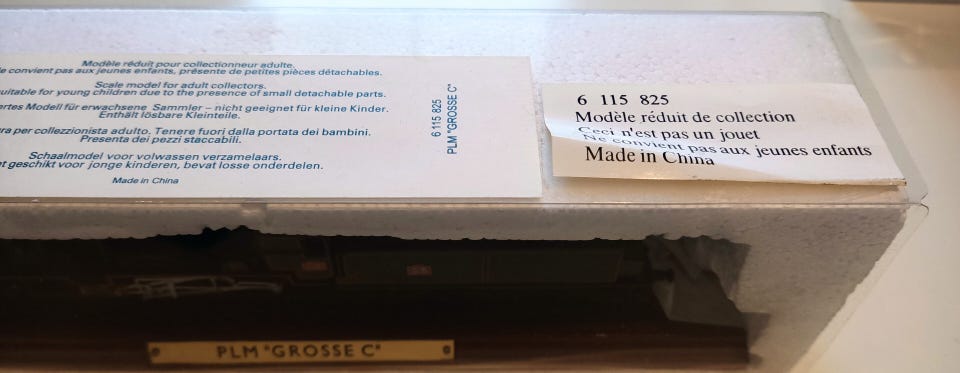 Modèle réduit pour collectionneur adulte.
e convient pas aux jeunes enfants, présente de petites pièces détachables.
Scale model for adult collectors.
uitable for young children due to the presence of small detachable parts.
ertes Modell für erwachsene Sammler – nicht geeignet für kleine Kinder.
Enthält lösbare Kleinteile.
ra per collezzionista adulto. Tenere fuori dalla portata dei bambini.
Presenta dei pezzi staccabili.
Schaalmodel voor volwassen verzamelaars.
t geschikt voor jonge kinderen, bevat losse onderdelen.
Made in China
6 115 825
PLM "GROSSE C"
6 115 825
Modèle réduit de collection
Ceci n'est pas un jouet
Ne convient pas aux jeunes enfants
Made in China
PLM "GROSSE C"